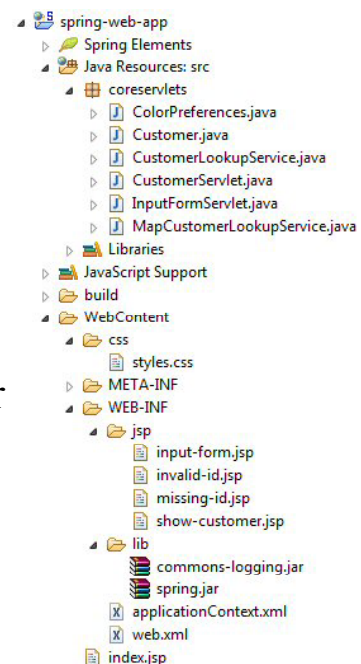 spring-web-app
Spring Elements
Java Resources: src
coreservlets
ColorPreferences.java
Customer.java
CustomerLookupService.java
CustomerServlet.java
InputFormServlet.java
MapCustomerLookupService.java
Libraries
JavaScript Support
build
WebContent
css
styles.css
META-INF
WEB-INF
jsp
input-form.jsp
invalid-id.jsp
missing-id.jsp
show-customer.jsp
lib
commons-logging.jar
spring.jar
applicationContext.xml
web.xml
index.jsp